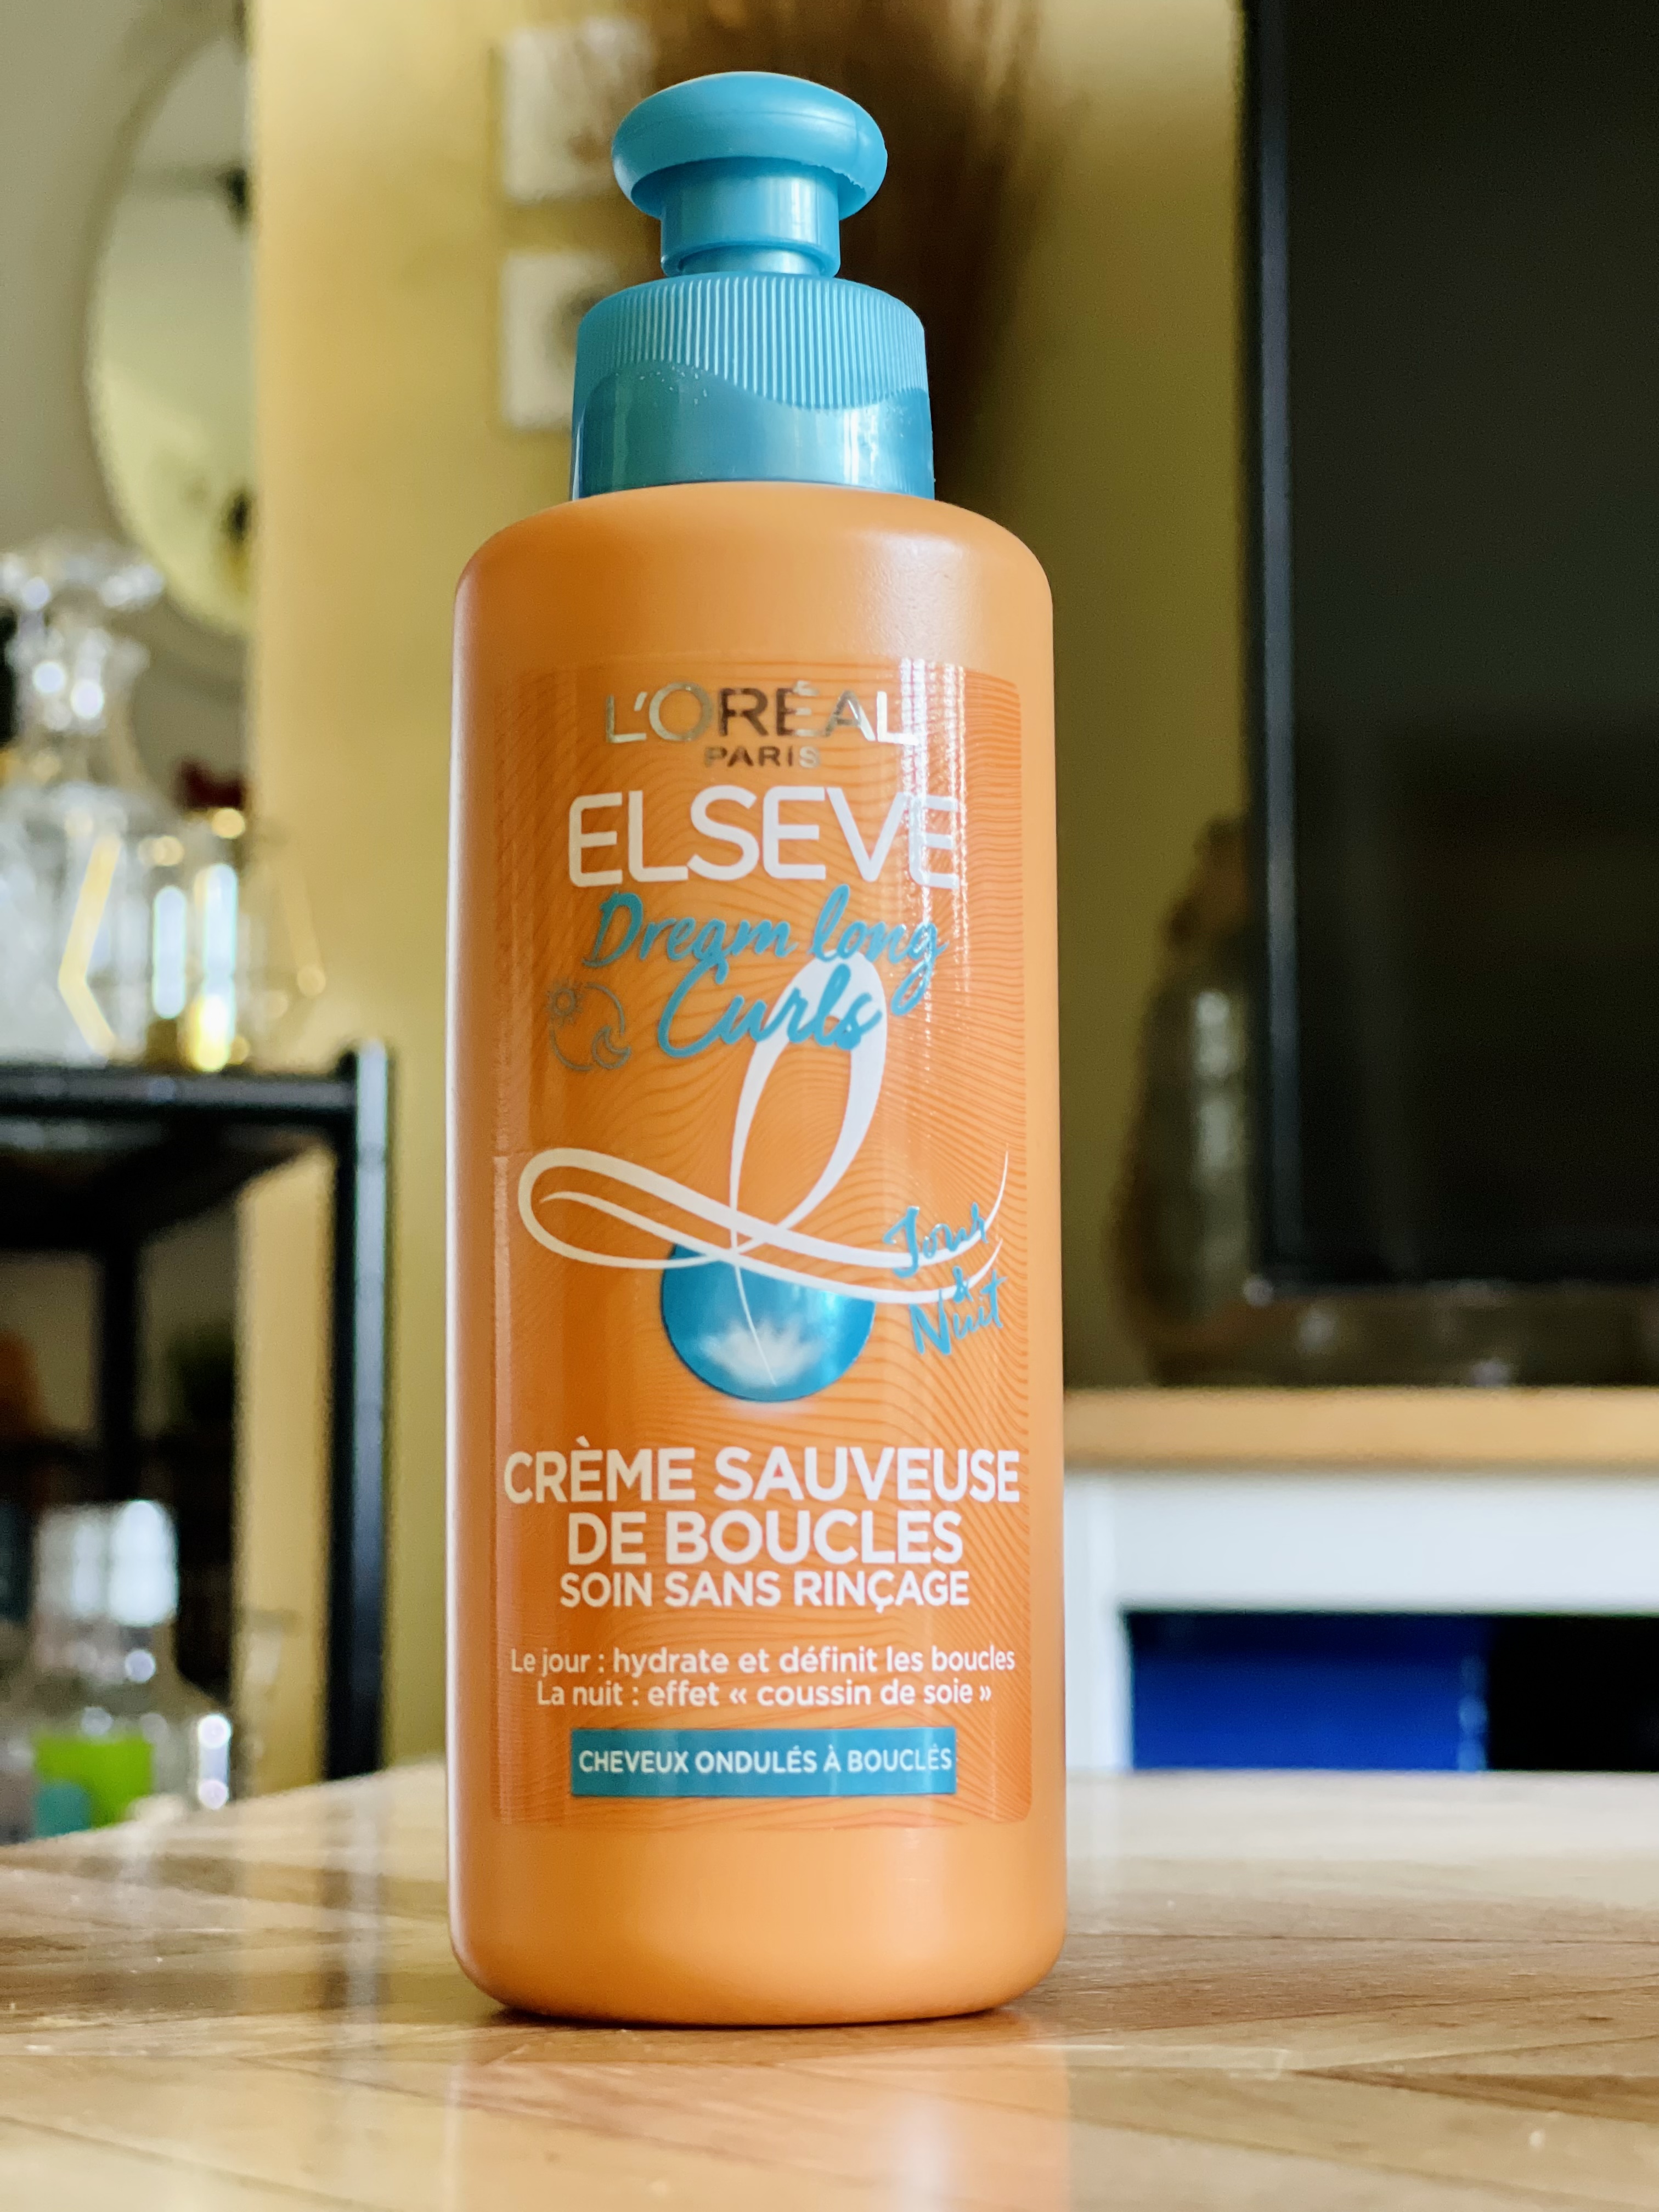 L'ORÉAL
PARIS
ELSEVE
Dream long
Curls
Jour
&
Nuit
CRÈME SAUVEUSE
DE BOUCLES
SOIN SANS RINÇAGE
Le jour : hydrate et définit les boucles
La nuit : effet « coussin de soie »
CHEVEUX ONDULÉS À BOUCLÉS